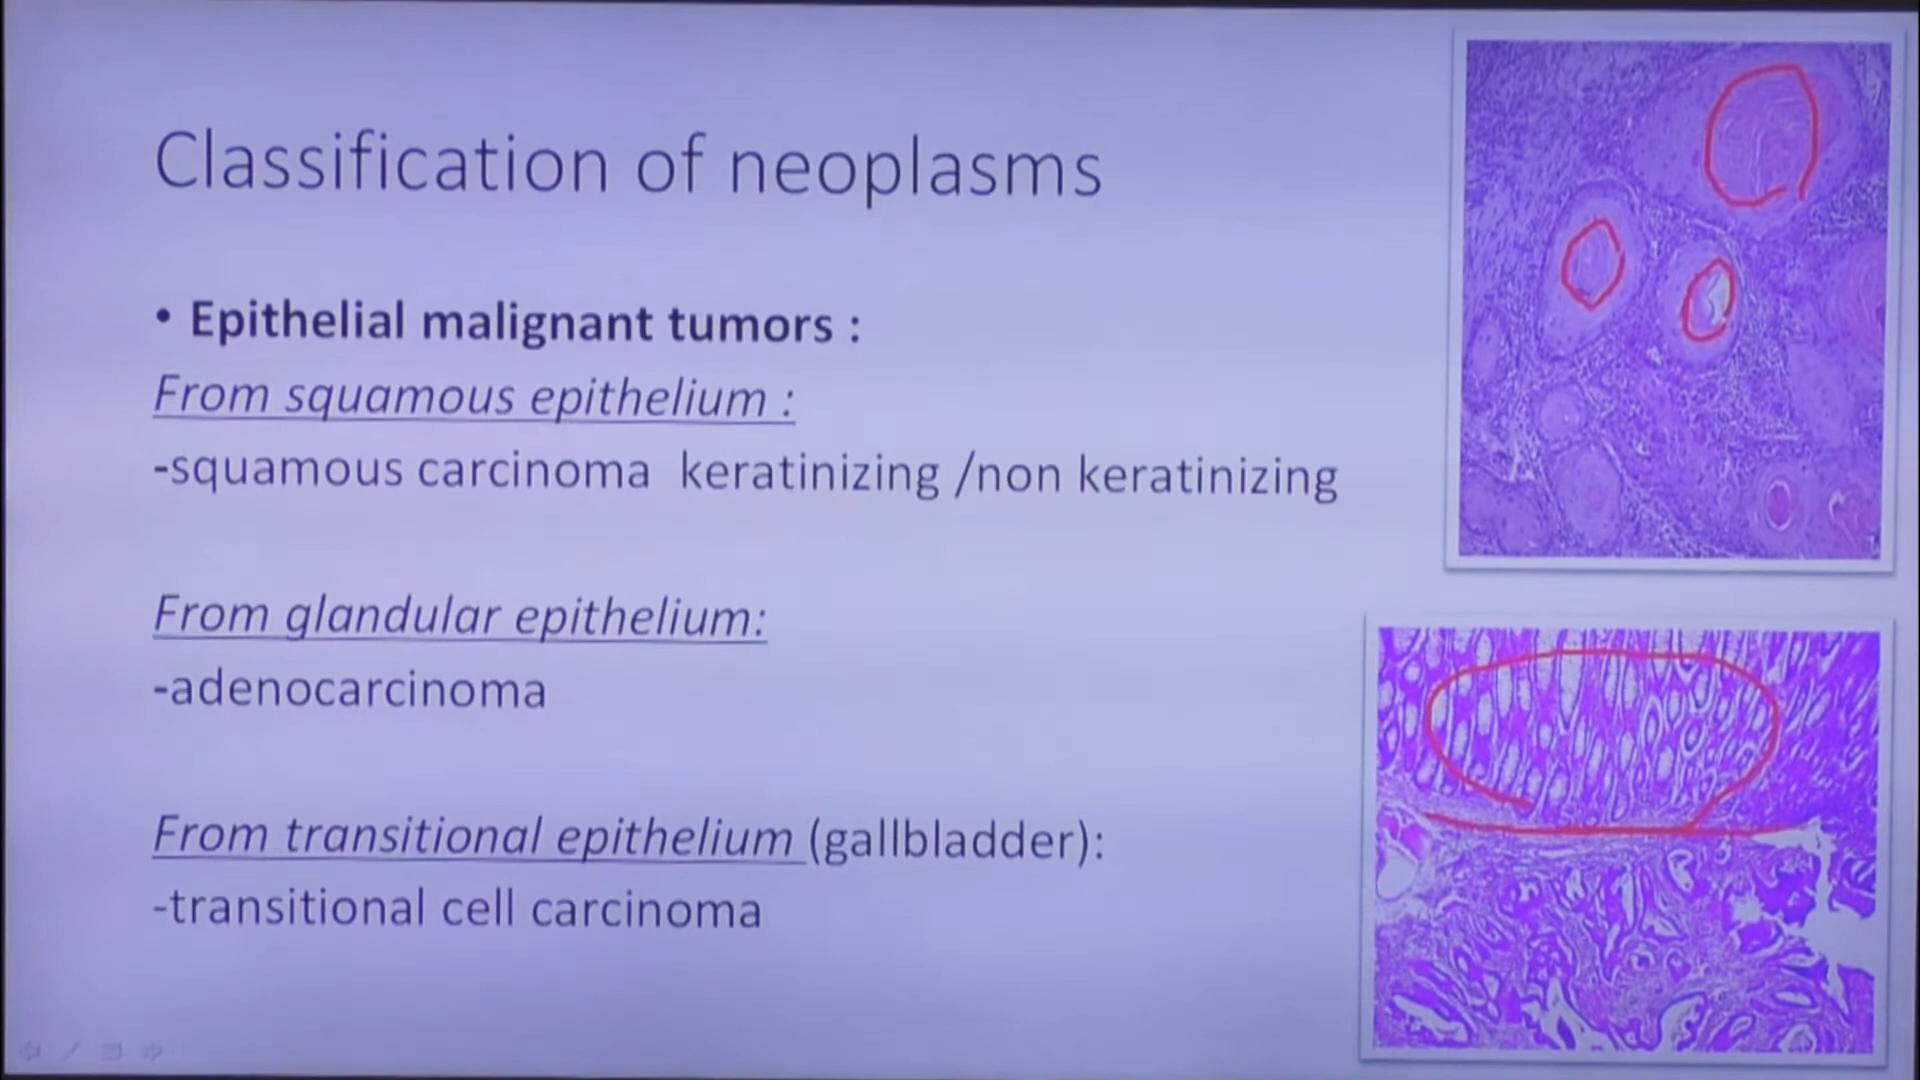 Classification of neoplasms
• Epithelial malignant tumors :
From squamous epithelium :
-squamous carcinoma keratinizing /non keratinizing
From glandular epithelium:
-adenocarcinoma
From transitional epithelium (gallbladder):
-transitional cell carcinoma